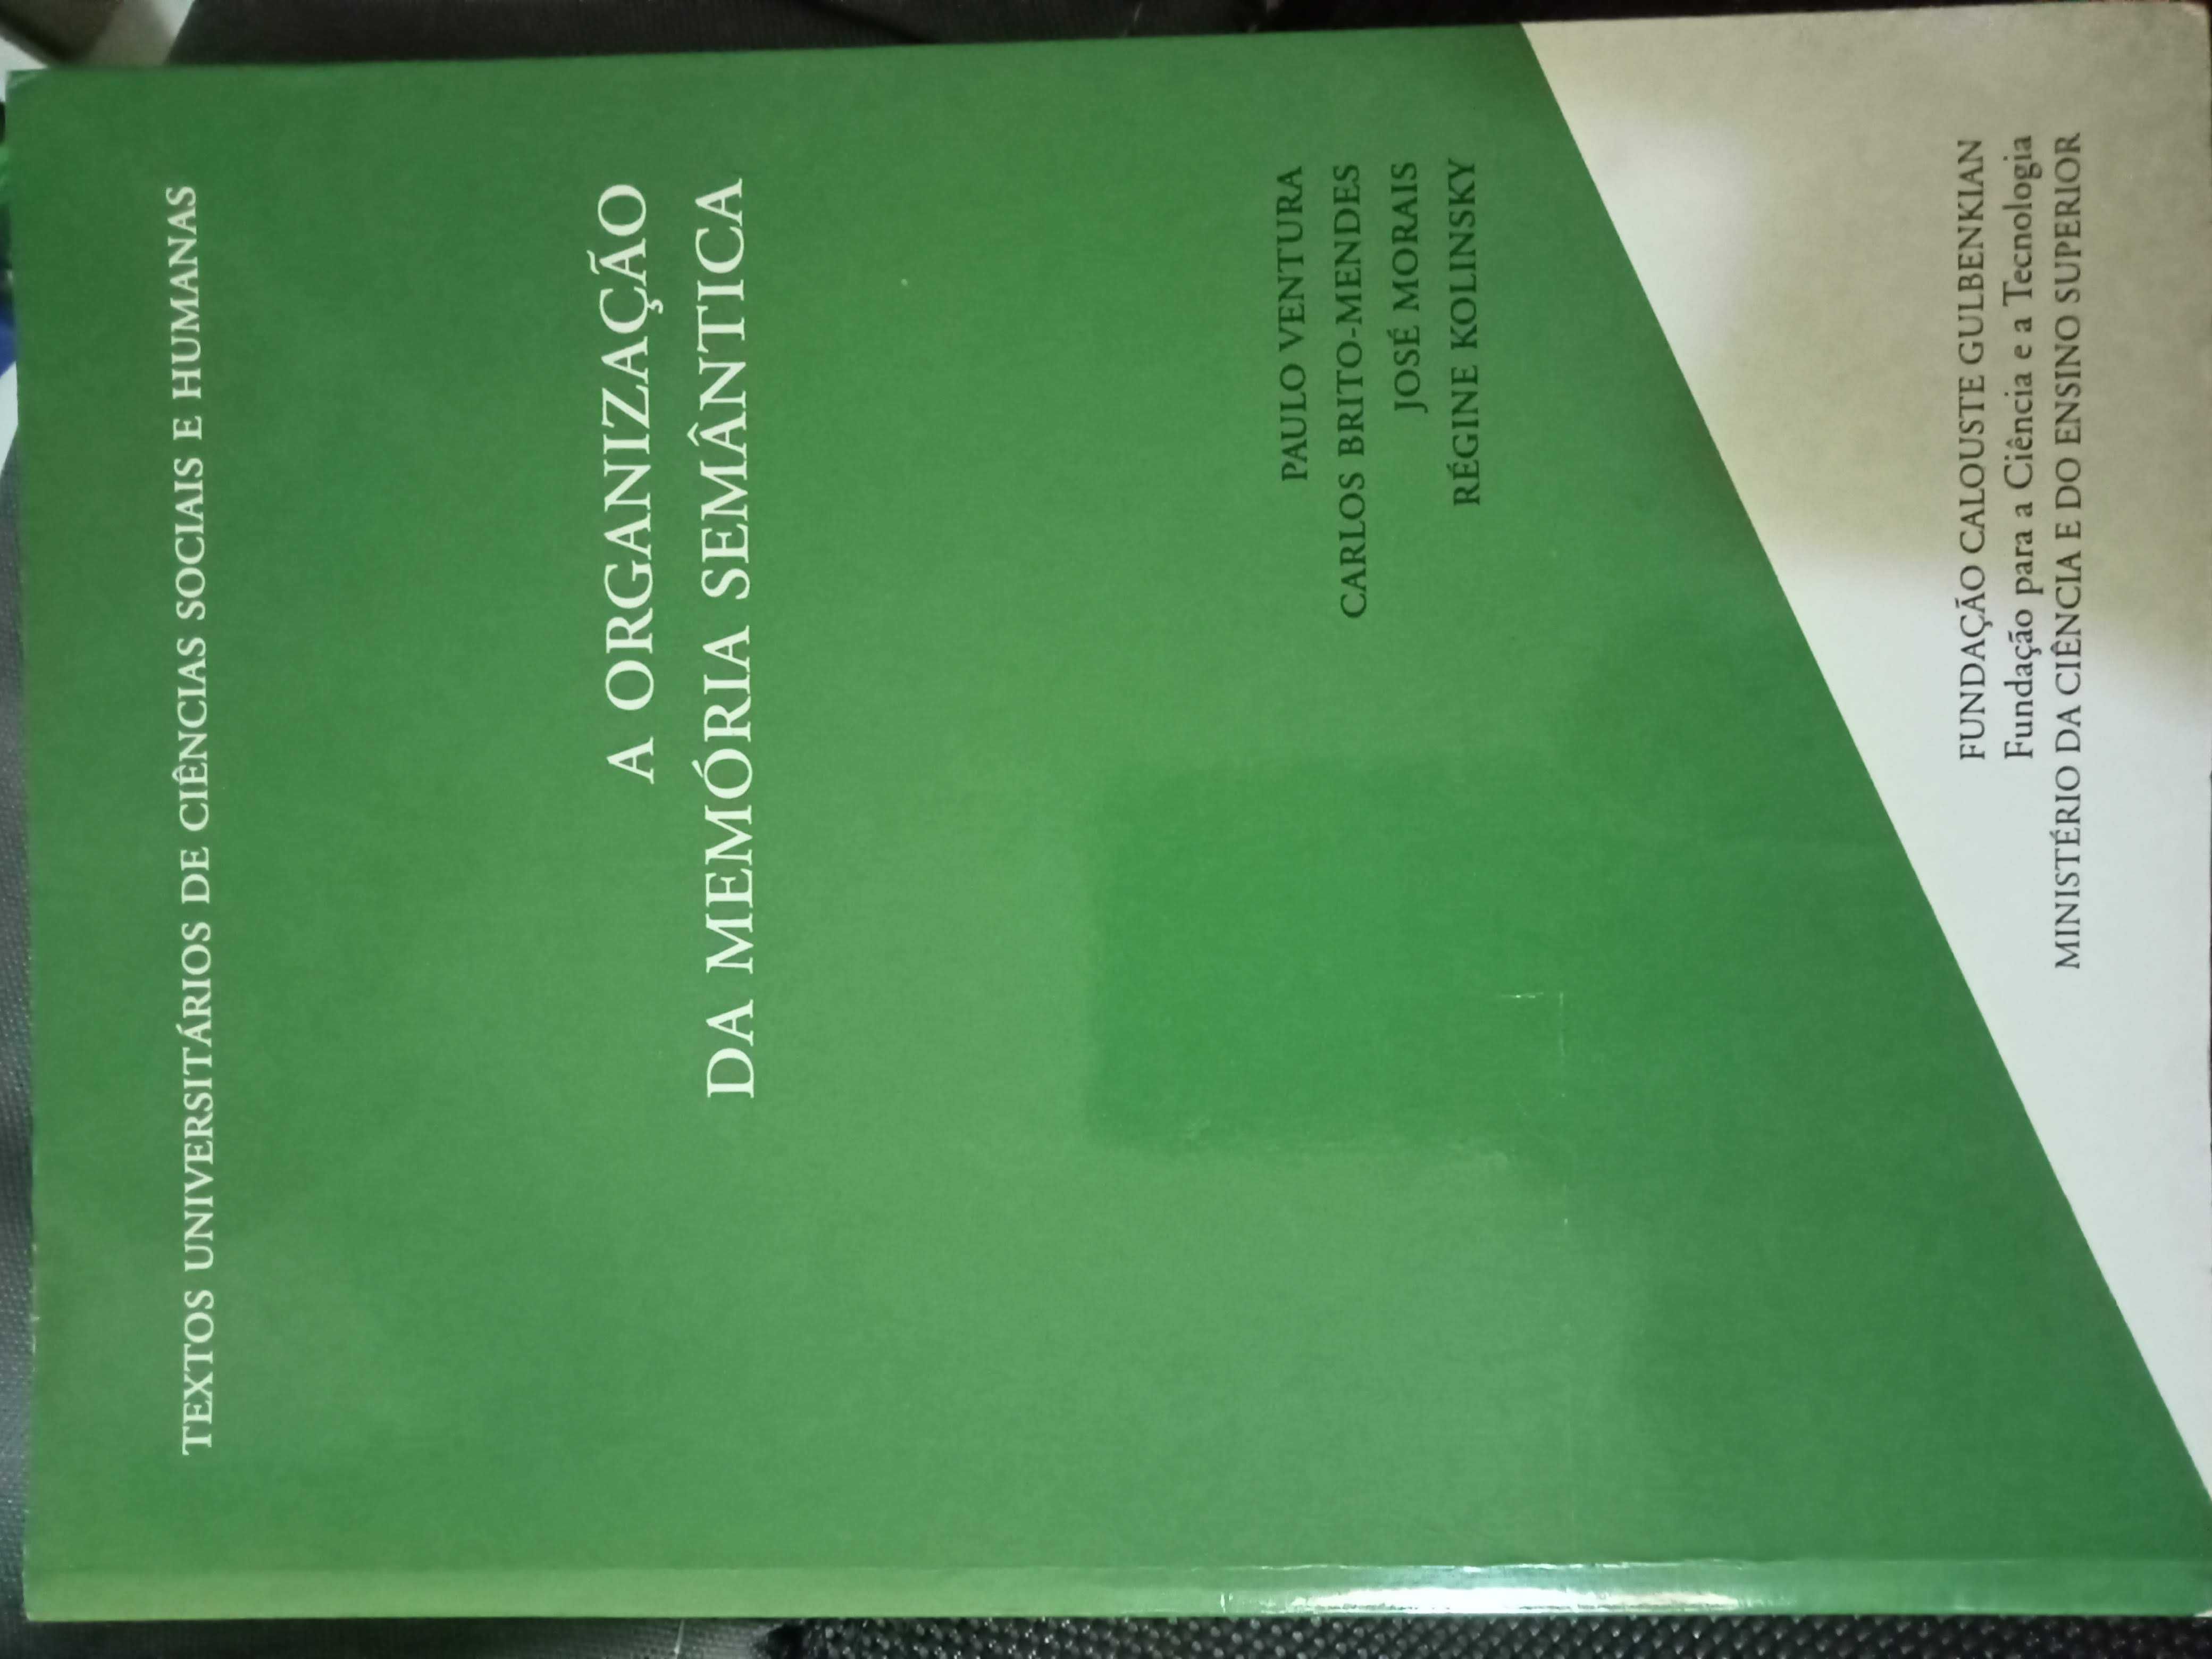 TEXTOS UNIVERSITÁRIOS DE CIÊNCIAS SOCIAIS E HUMANAS
A ORGANIZAÇÃO
DA MEMÓRIA SEMÂNTICA
PAULO VENTURA
CARLOS BRITO-MENDES
JOSÉ MORAIS
RÉGINE KOLINSKY
FUNDAÇÃO CALOUSTE GULBENKIAN
Fundação para a Ciência e a Tecnologia
MINISTÉRIO DA CIÊNCIA E DO ENSINO SUPERIOR